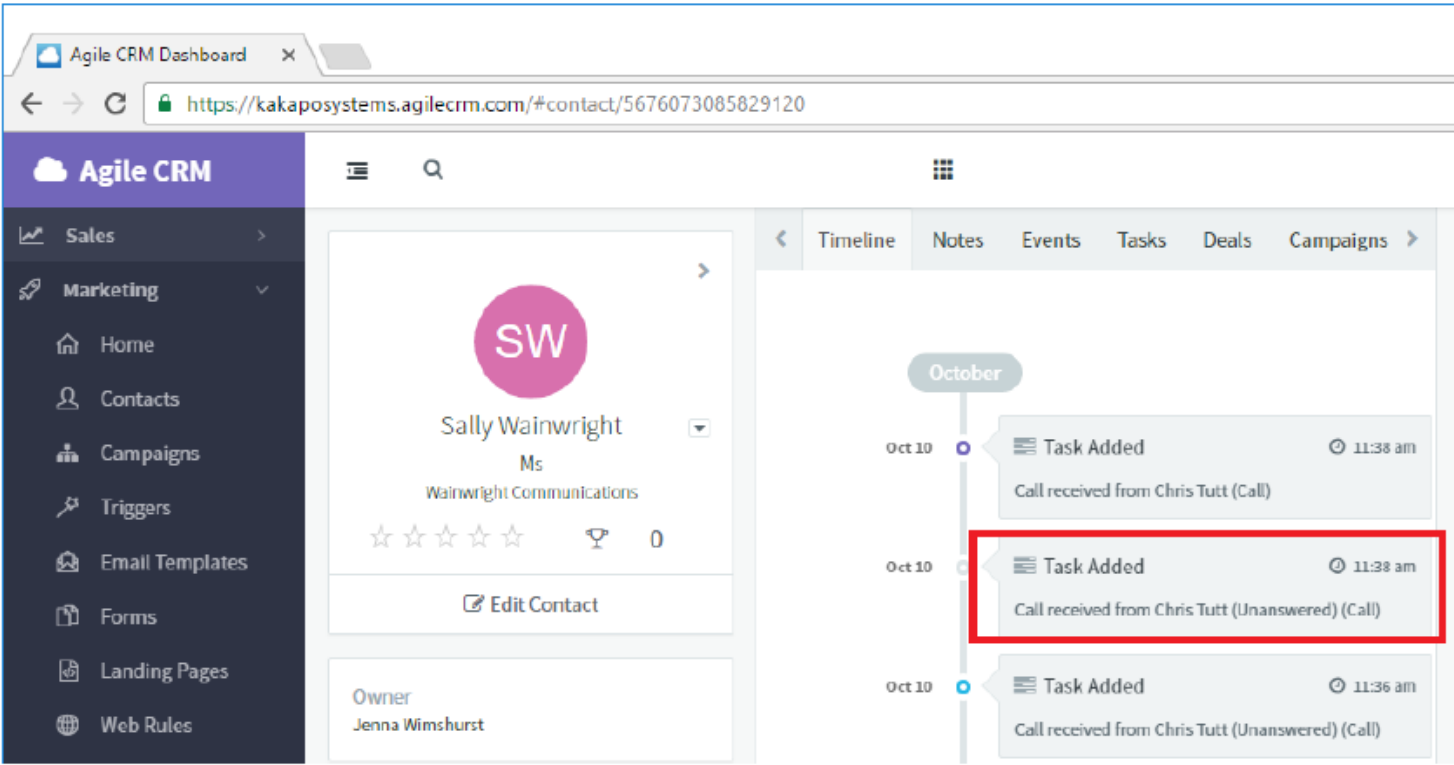 Agile CRM Dashboard
https://kakaposystems.agilecrm.com/#contact/5676073085829120
Agile CRM
Sales
Marketing
Home
Contacts
Campaigns
Triggers
Email Templates
Forms
Landing Pages
Web Rules
SW
Sally Wainwright
Ms
Wainwright Communications
0
Edit Contact
Owner
Jenna Wimshurst
Timeline Notes Events Tasks Deals Campaigns
October
Oct 10 Task Added 11:38 am
Call received from Chris Tutt (Call)
Oct 10 Task Added 11:38 am
Call received from Chris Tutt (Unanswered) (Call)
Oct 10 Task Added 11:36 am
Call received from Chris Tutt (Unanswered) (Call)